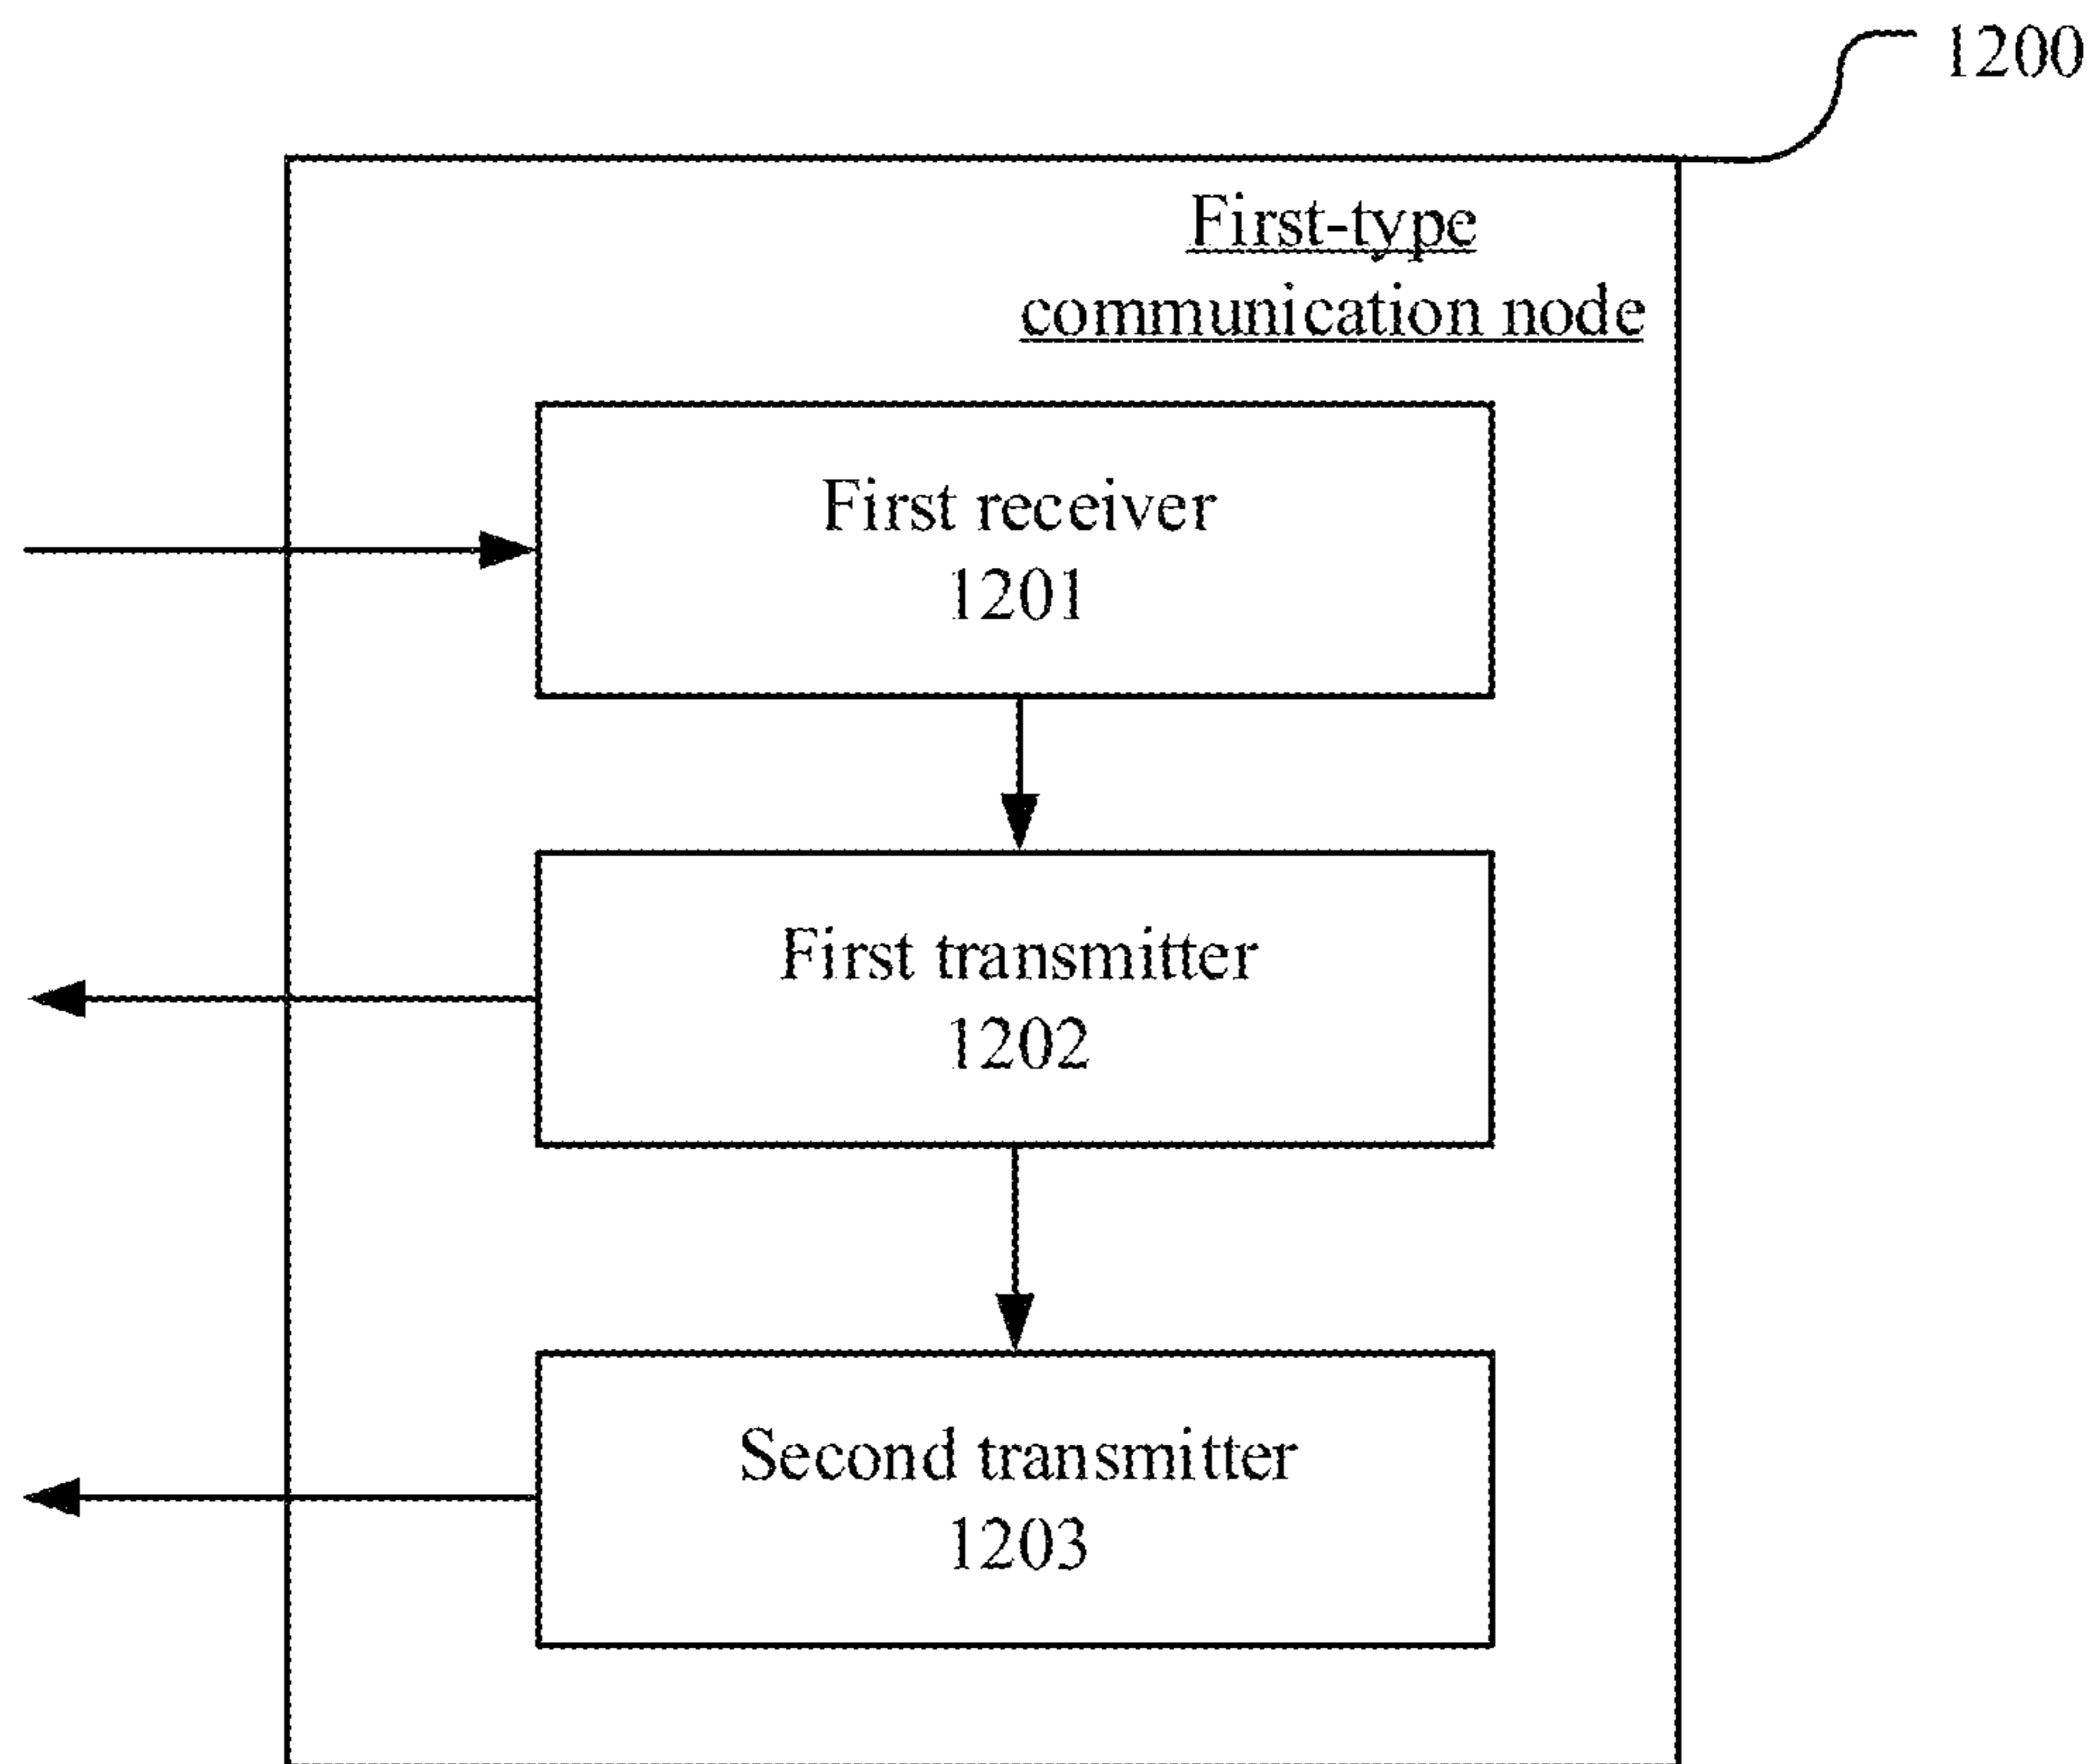 1200
First-type
communication node
First receiver
1201
First transmitter
1202
Second transmitter
1203